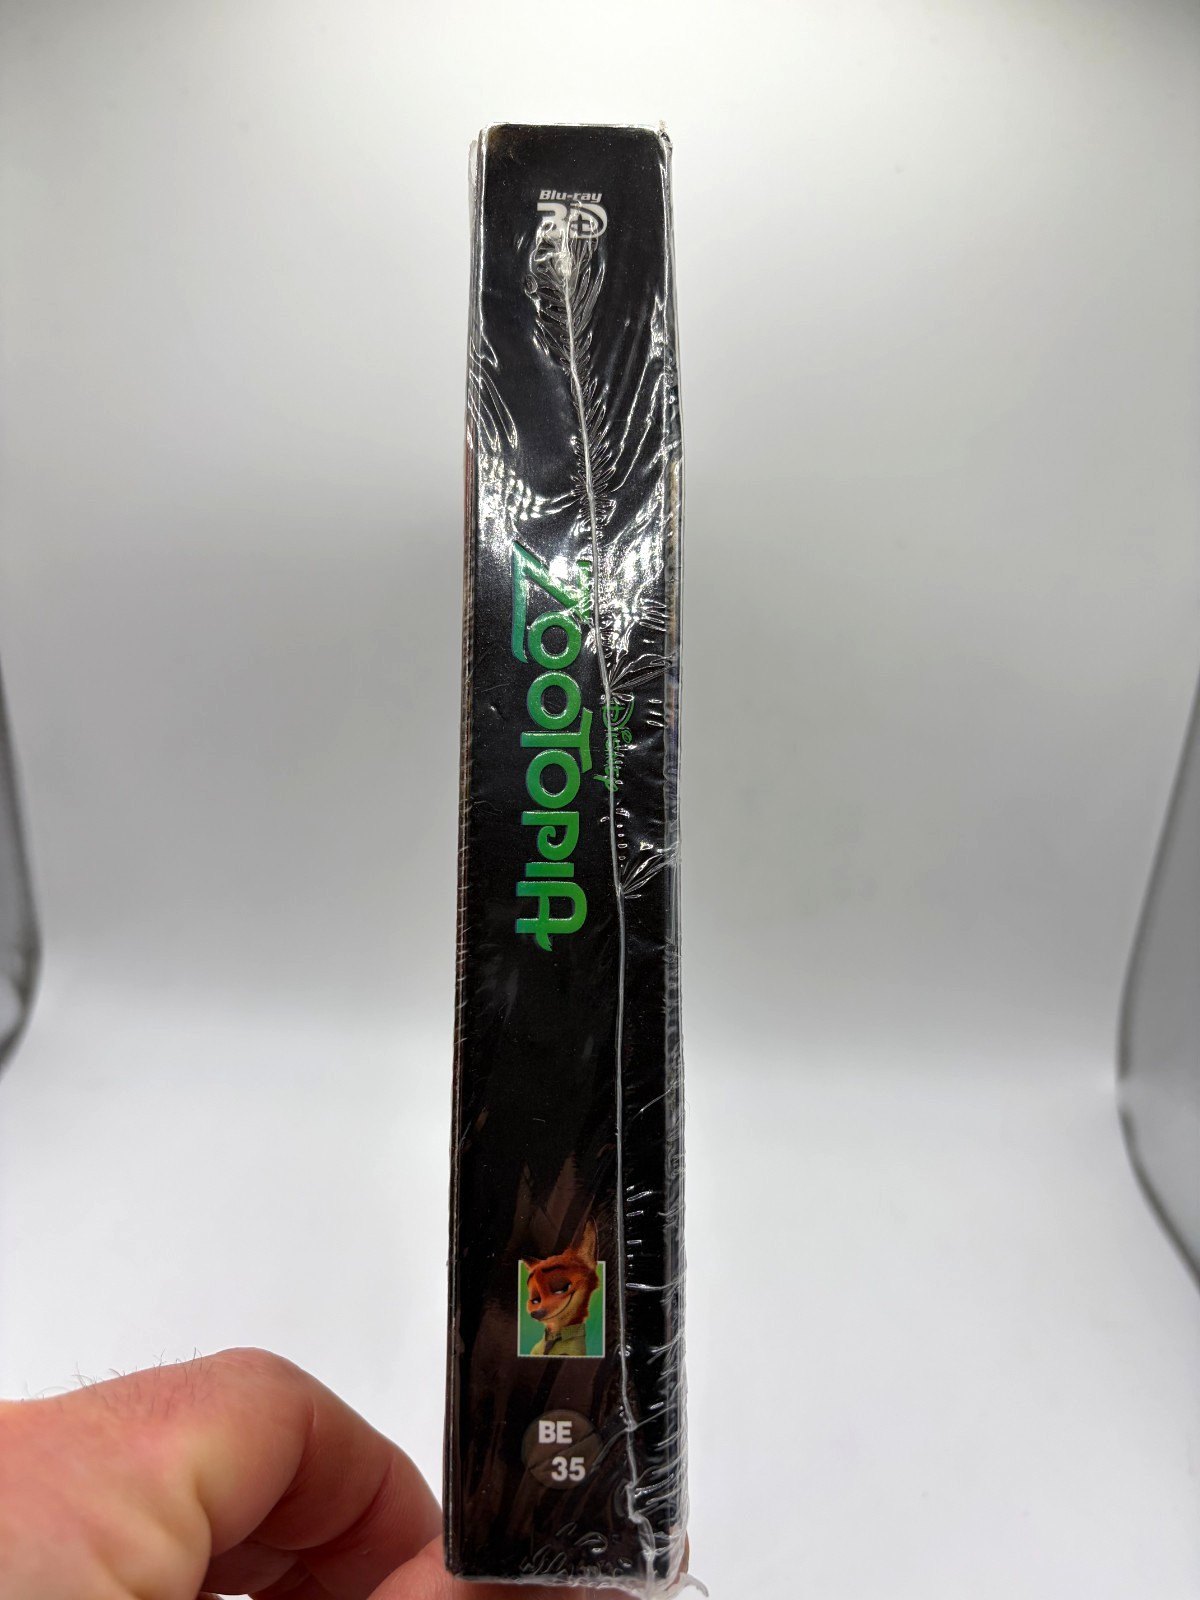 Blu-ray
3D
Disney
ZOOTOPIA
BE
35